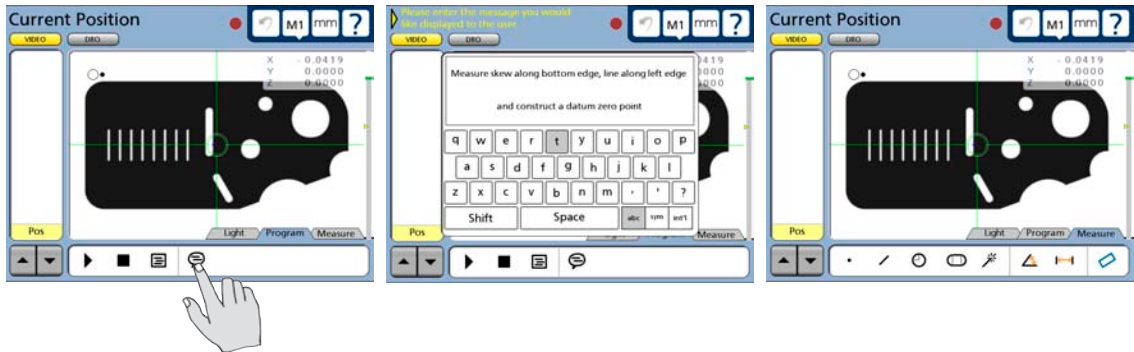 Current Position
M1 mm ?
VIDEO DRO
X - 0.0419
Y 0.0000
Z 0.0000
Pos
Light Program Measure
Please enter the message you would
like displayed to the user
M1 mm ?
VIDEO DRO
Measure skew along bottom edge, line along left edge
and construct a datum zero point
q w e r t y u i o p
a s d f g h j k l
z x c v b n m . ' ?
Shift Space abc sym int'l
Pos
Measure
Current Position
M1 mm ?
VIDEO DRO
X - 0.0419
Y 0.0000
Z 0.0000
Pos
Light Program Measure